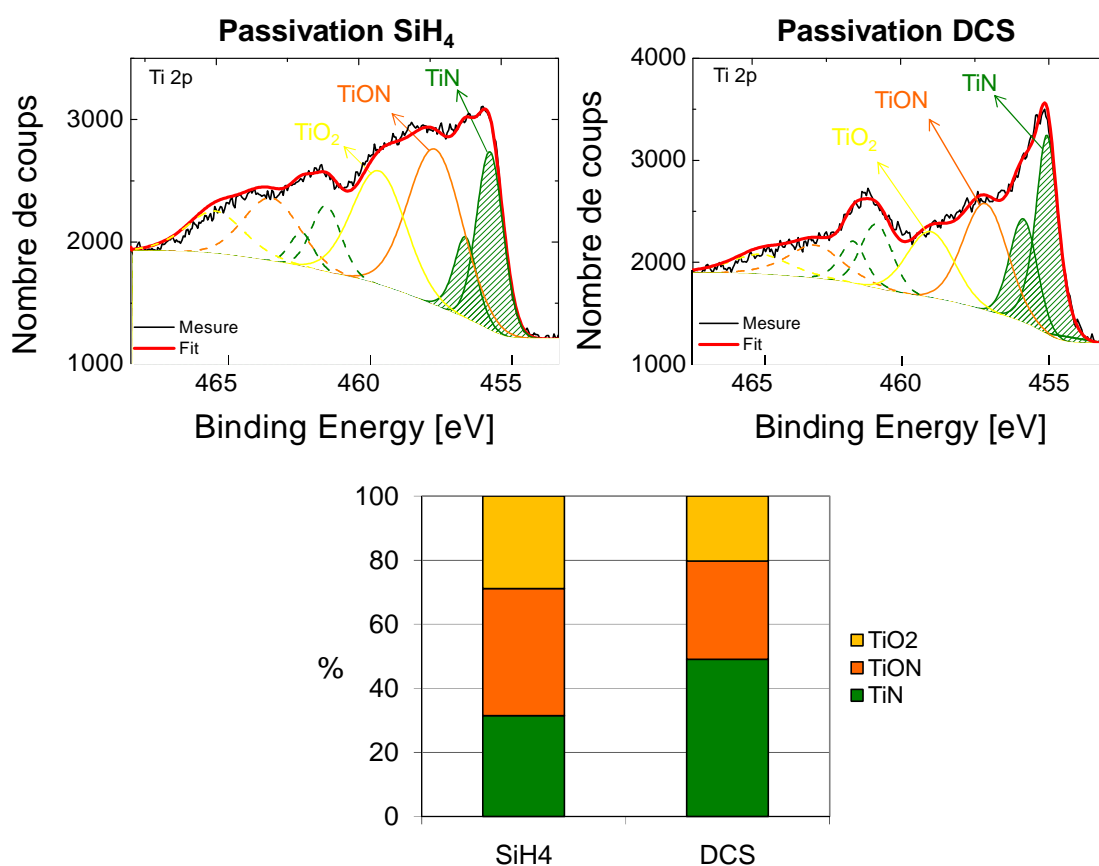 Passivation SiH4
Ti 2p
TiN
TiON
TiO2
Nombre de coups
3000
2000
1000
Mesure
Fit
465
460
455
Binding Energy [eV]
Passivation DCS
Ti 2p
TiN
TiON
TiO2
Nombre de coups
4000
3000
2000
1000
Mesure
Fit
465
460
455
Binding Energy [eV]
100
80
60
40
20
0
%
SiH4
DCS
TiO2
TiON
TiN